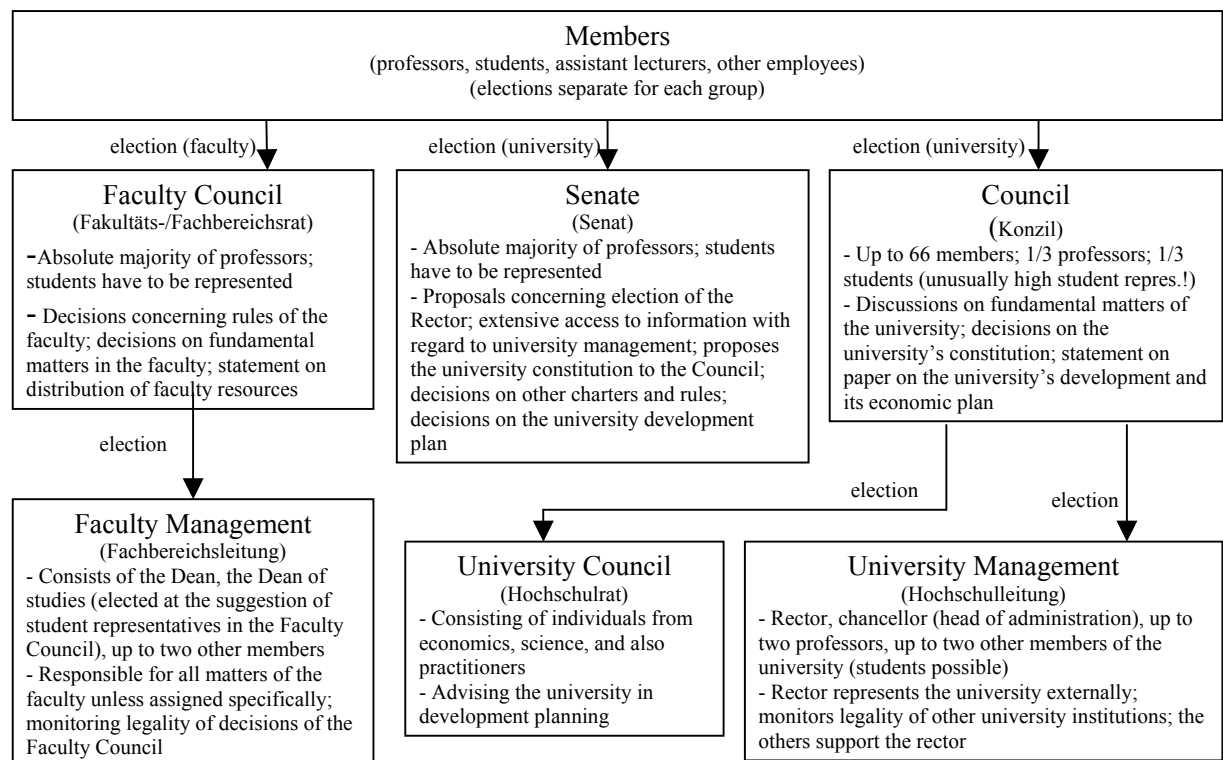 Members
(professors, students, assistant lecturers, other employees)
(elections separate for each group)
election (faculty)
election (university)
election (university)
Faculty Council
(Fakultäts-/Fachbereichsrat)
-Absolute majority of professors;
students have to be represented
- Decisions concerning rules of the
faculty; decisions on fundamental
matters in the faculty; statement on
distribution of faculty resources
Senate
(Senat)
- Absolute majority of professors; students
have to be represented
- Proposals concerning election of the
Rector; extensive access to information with
regard to university management; proposes
the university constitution to the Council;
decisions on other charters and rules;
decisions on the university development
plan
Council
(Konzil)
- Up to 66 members; 1/3 professors; 1/3
students (unusually high student repres.!)
- Discussions on fundamental matters of
the university; decisions on the
university's constitution; statement on
paper on the university's development and
its economic plan
election
election
election
Faculty Management
(Fachbereichsleitung)
- Consists of the Dean, the Dean of
studies (elected at the suggestion of
student representatives in the Faculty
Council), up to two other members
- Responsible for all matters of the
faculty unless assigned specifically;
monitoring legality of decisions of the
Faculty Council
University Council
(Hochschulrat)
- Consisting of individuals from
economics, science, and also
practitioners
- Advising the university in
development planning
University Management
(Hochschulleitung)
- Rector, chancellor (head of administration), up to
two professors, up to two other members of the
university (students possible)
- Rector represents the university externally;
monitors legality of other university institutions; the
others support the rector